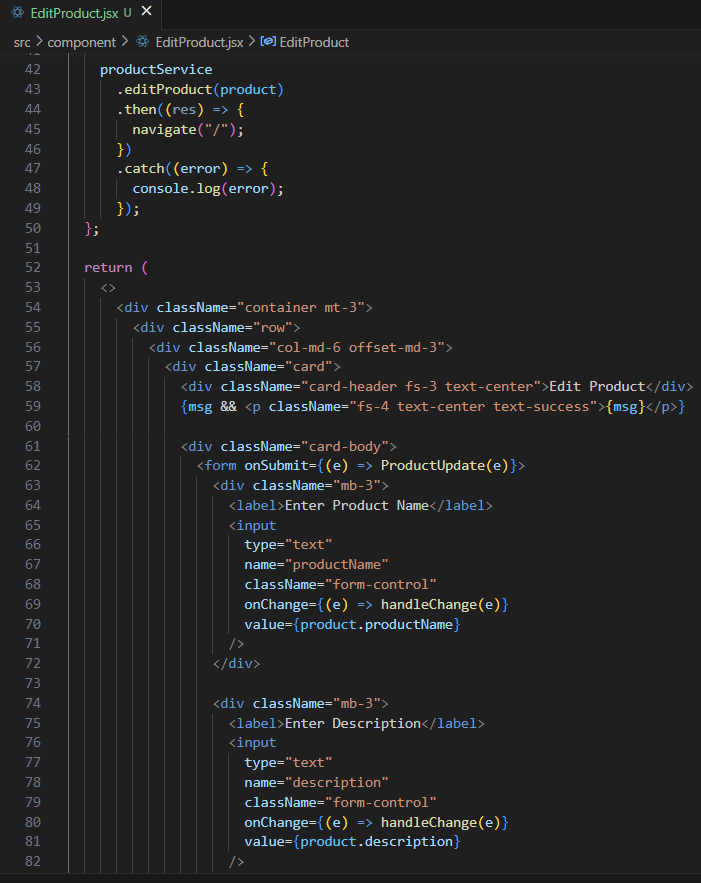 EditProduct.jsx U ×
src > component > EditProduct.jsx > EditProduct
42 productService
43 .editProduct(product)
44 .then((res) => {
45 navigate("/");
46 })
47 .catch((error) => {
48 console.log(error);
49 });
50 };
51
52 return (
53 <>
54 <div className="container mt-3">
55 <div className="row">
56 <div className="col-md-6 offset-md-3">
57 <div className="card">
58 <div className="card-header fs-3 text-center">Edit Product</div>
59 {msg && <p className="fs-4 text-center text-success">{msg}</p>}
60
61 <div className="card-body">
62 <form onSubmit={(e) => ProductUpdate(e)}>
63 <div className="mb-3">
64 <label>Enter Product Name</label>
65 <input
66 type="text"
67 name="productName"
68 className="form-control"
69 onChange={(e) => handleChange(e)}
70 value={product.productName}
71 />
72 </div>
73
74 <div className="mb-3">
75 <label>Enter Description</label>
76 <input
77 type="text"
78 name="description"
79 className="form-control"
80 onChange={(e) => handleChange(e)}
81 value={product.description}
82 />